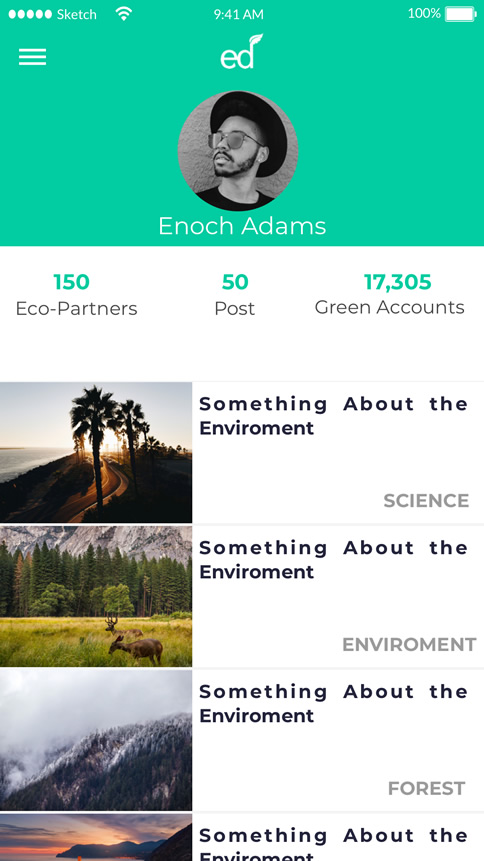 Sketch 9:41 AM 100%
ed
Enoch Adams
150 50 17,305
Eco-Partners Post Green Accounts
Something About the
Enviroment
SCIENCE
Something About the
Enviroment
ENVIROMENT
Something About the
Enviroment
FOREST
Something About the
Enviroment